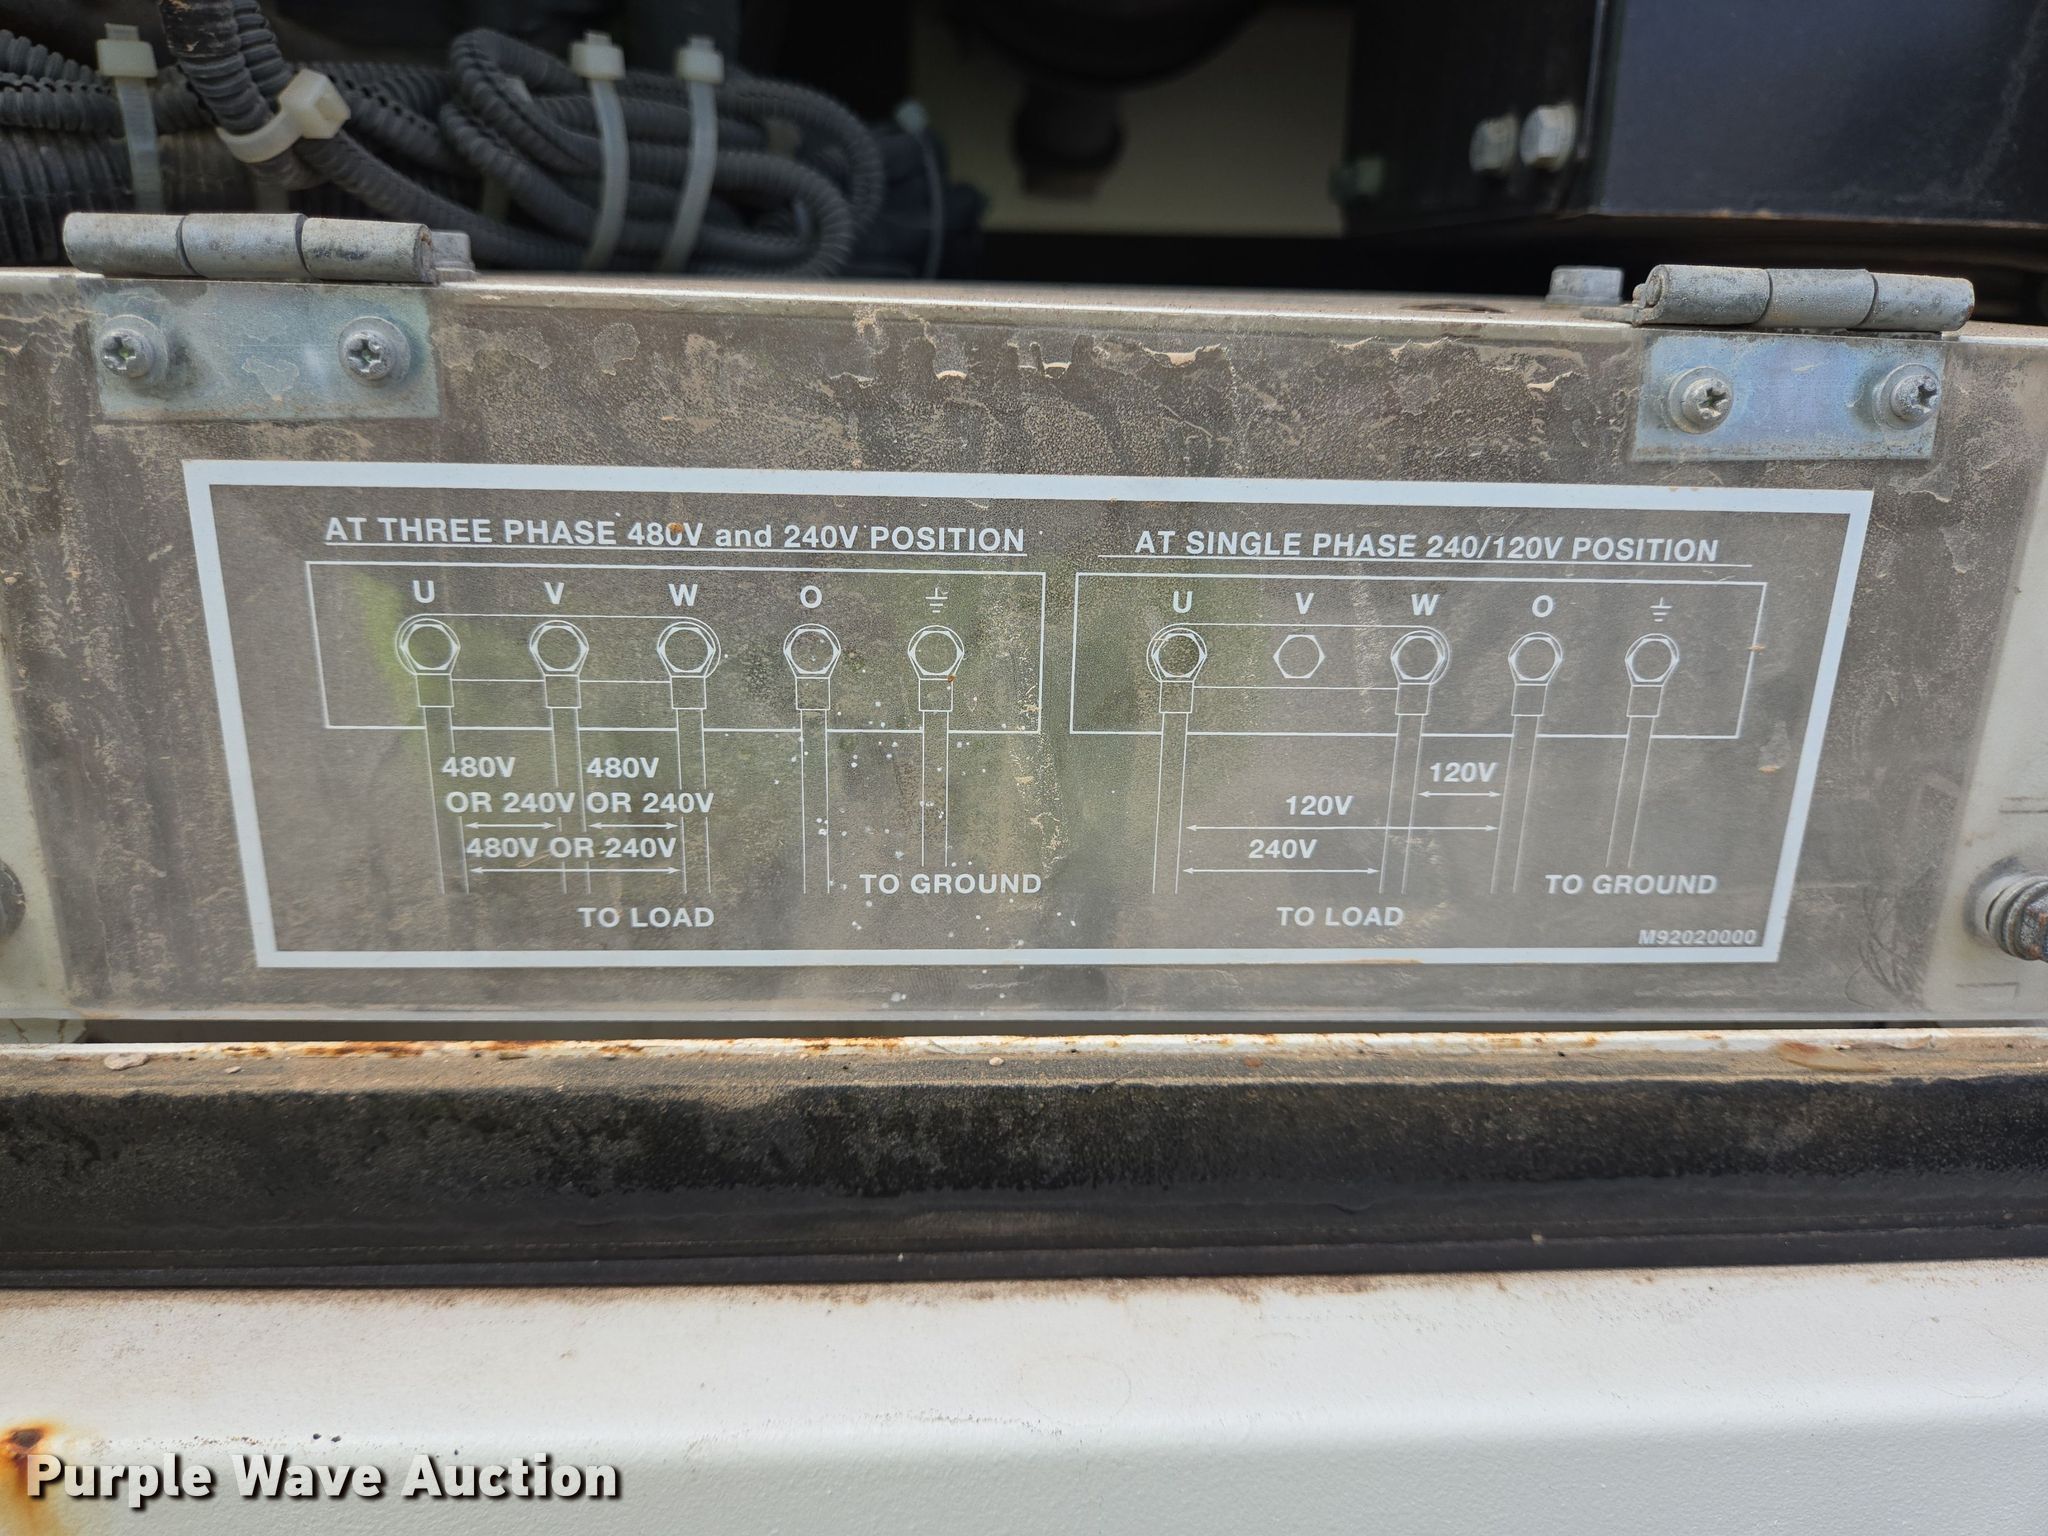 AT THREE PHASE 480V and 240V POSITION
U V W O
480V 480V
OR 240V OR 240V
480V OR 240V
TO GROUND
TO LOAD
AT SINGLE PHASE 240/120V POSITION
U V W O
120V
120V
240V
TO GROUND
TO LOAD
M92020000
Purple Wave Auction